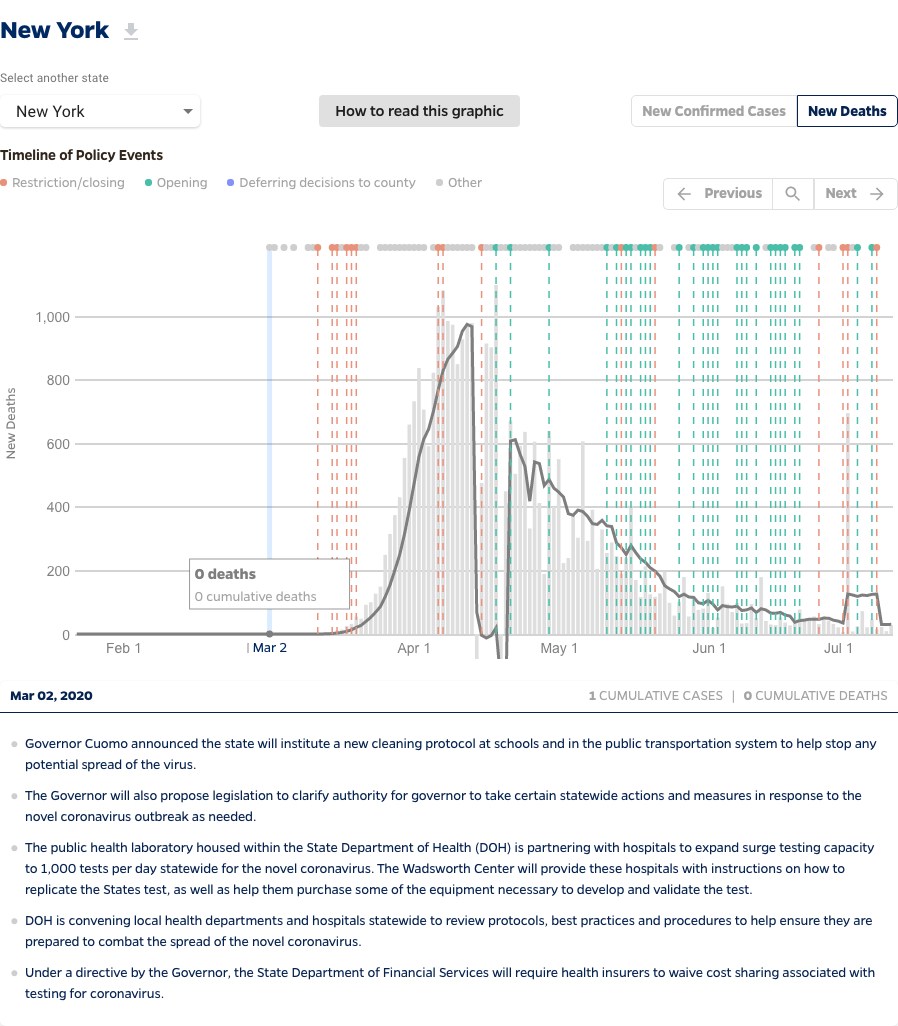 New York
Select another state
New York
How to read this graphic
New Confirmed Cases
New Deaths
Timeline of Policy Events
Restriction/closing
Opening
Deferring decisions to county
Other
Previous
Next
New Deaths
1,000
800
600
400
200
0
0 deaths
0 cumulative deaths
Feb 1
Mar 2
Apr 1
May 1
Jun 1
Jul 1
Mar 02, 2020
1 CUMULATIVE CASES | 0 CUMULATIVE DEATHS
Governor Cuomo announced the state will institute a new cleaning protocol at schools and in the public transportation system to help stop any
potential spread of the virus.
The Governor will also propose legislation to clarify authority for governor to take certain statewide actions and measures in response to the
novel coronavirus outbreak as needed.
The public health laboratory housed within the State Department of Health (DOH) is partnering with hospitals to expand surge testing capacity
to 1,000 tests per day statewide for the novel coronavirus. The Wadsworth Center will provide these hospitals with instructions on how to
replicate the States test, as well as help them purchase some of the equipment necessary to develop and validate the test.
DOH is convening local health departments and hospitals statewide to review protocols, best practices and procedures to help ensure they are
prepared to combat the spread of the novel coronavirus.
Under a directive by the Governor, the State Department of Financial Services will require health insurers to waive cost sharing associated with
testing for coronavirus.